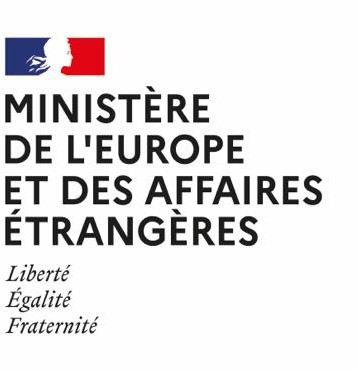 MINISTÈRE
DE L'EUROPE
ET DES AFFAIRES
ÉTRANGÈRES
Liberté
Égalité
Fraternité